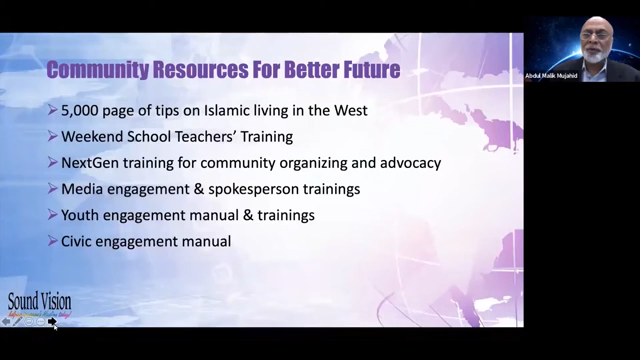 Community Resources For Better Future
5,000 page of tips on Islamic living in the West
Weekend School Teachers' Training
NextGen training for community organizing and advocacy
Media engagement & spokesperson trainings
Youth engagement manual & trainings
Civic engagement manual
Sound Vision
Abdul Malik Mujahid